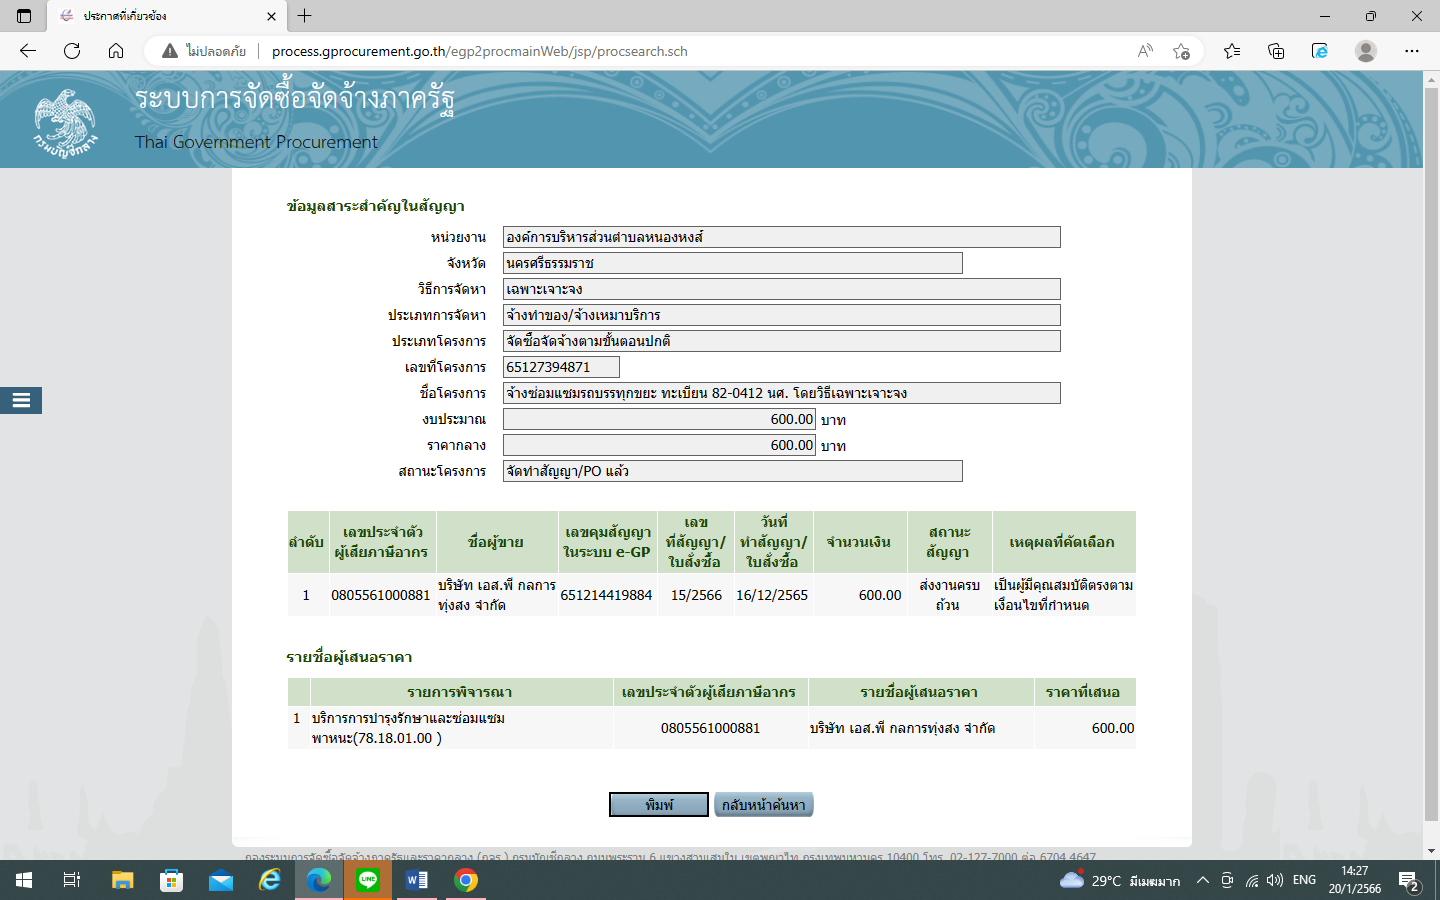 ประกาศที่เกี่ยวข้อง
ไม่ปลอดภัย
process.gprocurement.go.th/egp2procmainWeb/jsp/procsearch.sch
ระบบการจัดซื้อจัดจ้างภาครัฐ
Thai Government Procurement
กรมบัญชีกลาง
ข้อมูลสาระสำคัญในสัญญา
หน่วยงาน องค์การบริหารส่วนตำบลหนองหงส์
จังหวัด นครศรีธรรมราช
วิธีการจัดหา เฉพาะเจาะจง
ประเภทการจัดหา จ้างทำของ/จ้างเหมาบริการ
ประเภทโครงการ จัดซื้อจัดจ้างตามขั้นตอนปกติ
เลขที่โครงการ 65127394871
ชื่อโครงการ จ้างซ่อมแซมรถบรรทุกขยะ ทะเบียน 82-0412 นศ. โดยวิธีเฉพาะเจาะจง
งบประมาณ 600.00 บาท
ราคากลาง 600.00 บาท
สถานะโครงการ จัดทำสัญญา/PO แล้ว
ลำดับ เลขประจำตัวผู้เสียภาษีอากร ชื่อผู้ขาย เลขคุมสัญญาในระบบ e-GP เลขที่สัญญา/ใบสั่งซื้อ วันที่ทำสัญญา/ใบสั่งซื้อ จำนวนเงิน สถานะสัญญา เหตุผลที่คัดเลือก
1 0805561000881 บริษัท เอส.พี กลการทุ่งสง จำกัด 651214419884 15/2566 16/12/2565 600.00 ส่งงานครบถ้วน เป็นผู้มีคุณสมบัติตรงตามเงื่อนไขที่กำหนด
รายชื่อผู้เสนอราคา
รายการพิจารณา เลขประจำตัวผู้เสียภาษีอากร รายชื่อผู้เสนอราคา ราคาที่เสนอ
1 บริการการบำรุงรักษาและซ่อมแซมพาหนะ(78.18.01.00 ) 0805561000881 บริษัท เอส.พี กลการทุ่งสง จำกัด 600.00
พิมพ์ กลับหน้าค้นหา
29°C มีเมฆมาก
ENG
14:27
20/1/2566
2
LINE